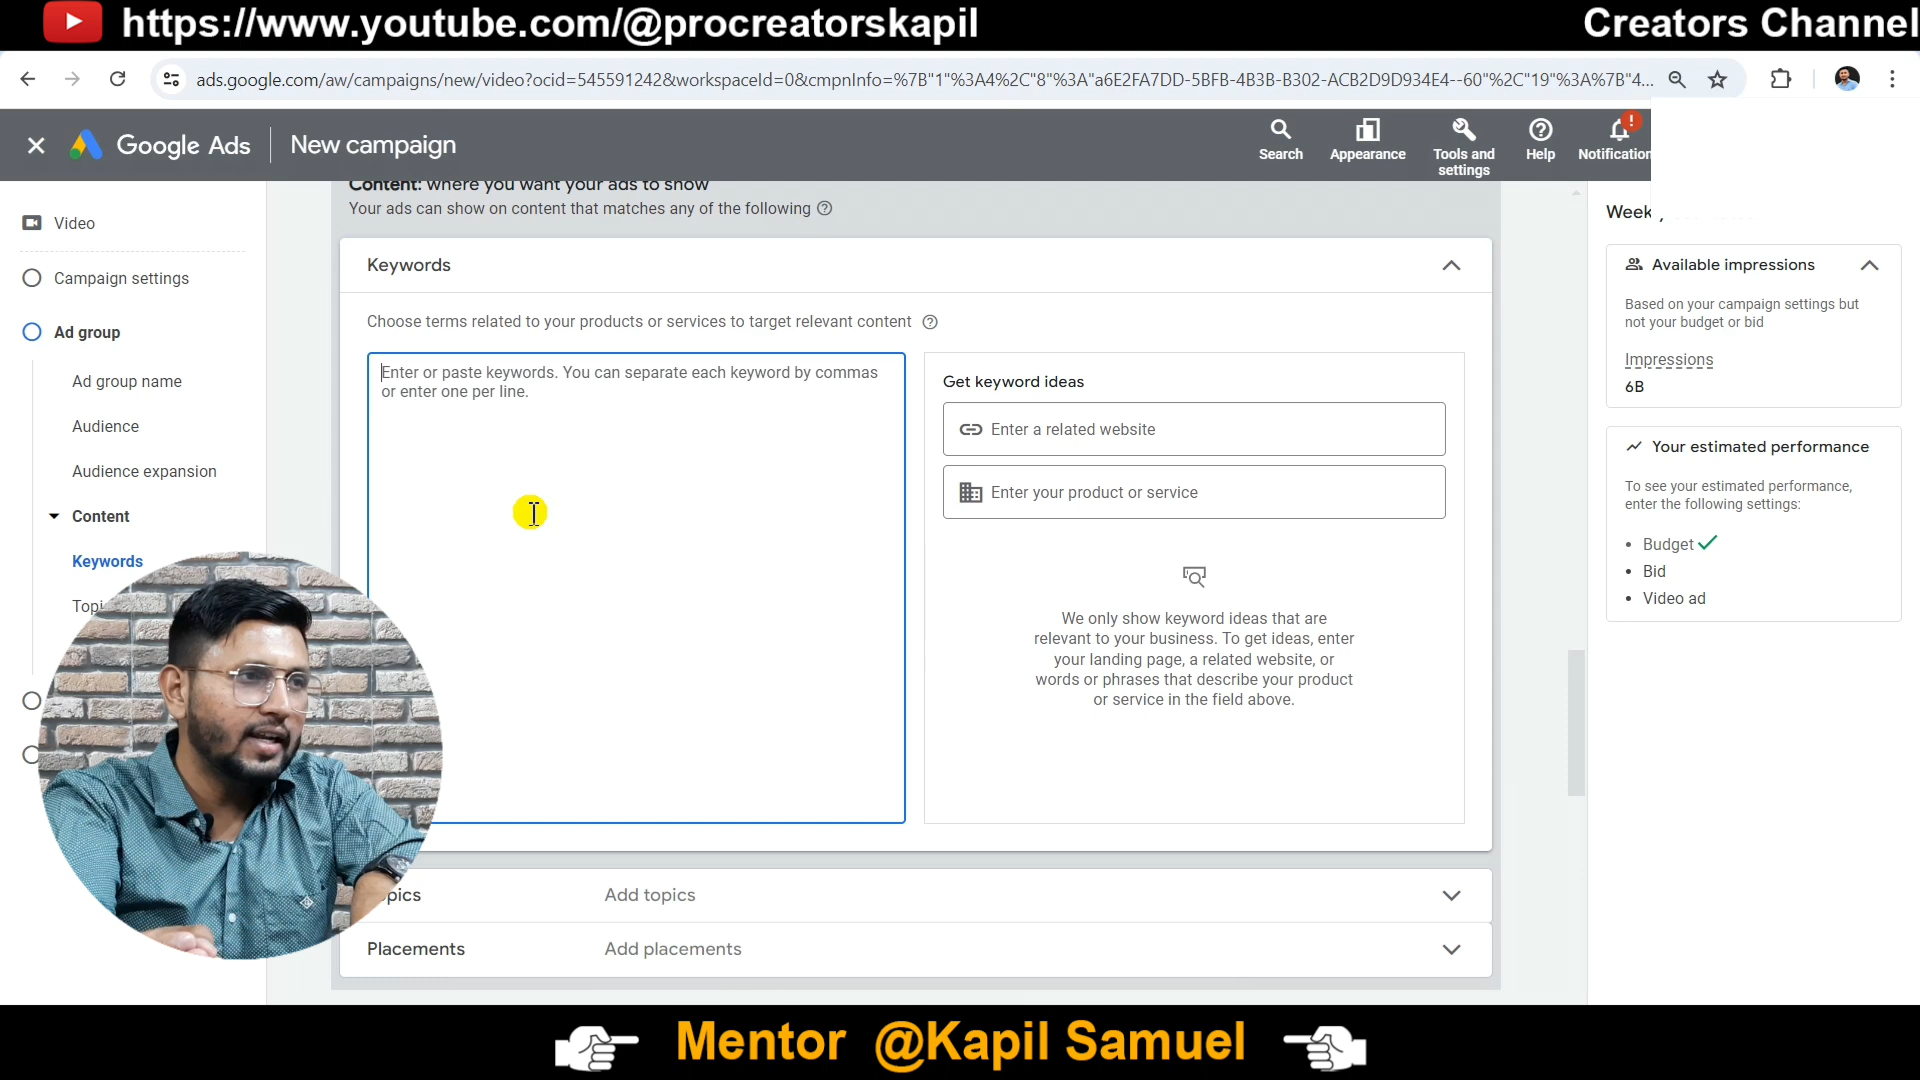 https://www.youtube.com/@procreatorskapil
Creators Channel
ads.google.com/aw/campaigns/new/video?ocid=545591242&workspaceId=0&cmpnInfo=%7B"1"%3A4%2C"8"%3A"a6E2FA7DD-5BFB-4B3B-B302-ACB2D9D934E4--60"%2C"19"%3A%7B"4...
Google Ads
New campaign
Search
Appearance
Tools and
settings
Help
Notification
Video
Campaign settings
Ad group
Ad group name
Audience
Audience expansion
Content
Keywords
Topi
Content: where you want your ads to show
Your ads can show on content that matches any of the following
Keywords
Choose terms related to your products or services to target relevant content
Enter or paste keywords. You can separate each keyword by commas
or enter one per line.
Get keyword ideas
Enter a related website
Enter your product or service
We only show keyword ideas that are
relevant to your business. To get ideas, enter
your landing page, a related website, or
words or phrases that describe your product
or service in the field above.
pics
Add topics
Placements
Add placements
Week
Available impressions
Based on your campaign settings but
not your budget or bid
Impressions
6B
Your estimated performance
To see your estimated performance,
enter the following settings:
• Budget
• Bid
• Video ad
Mentor @Kapil Samuel